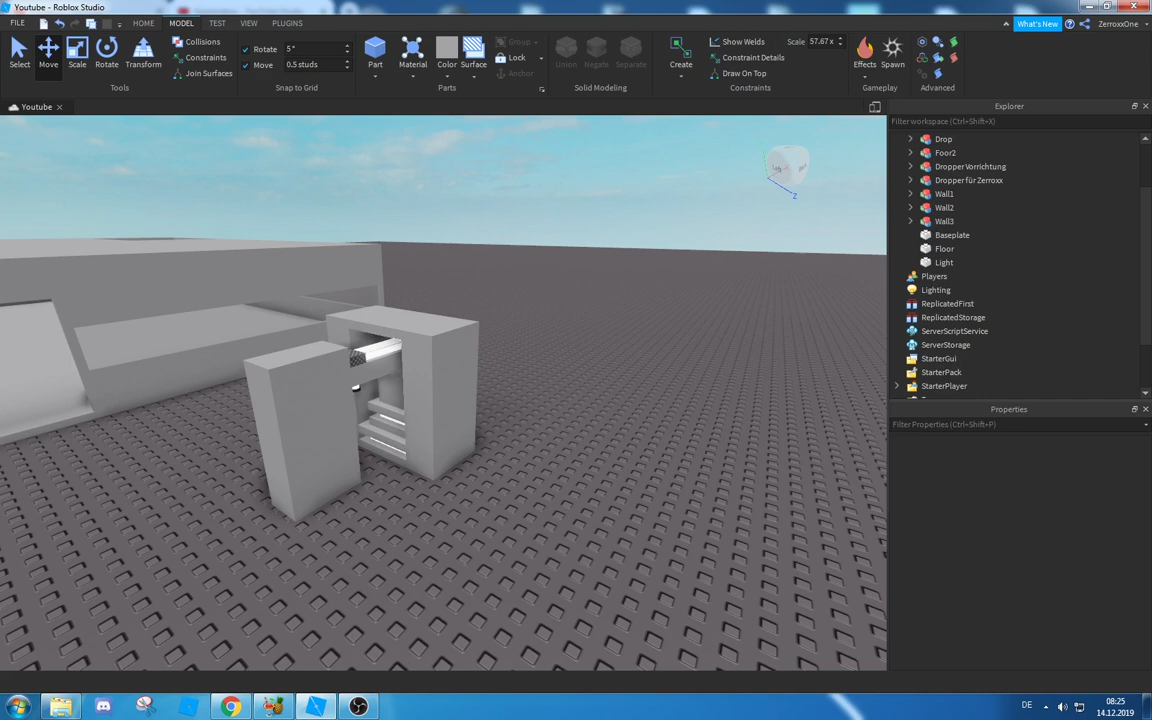 Youtube - Roblox Studio
FILE HOME MODEL TEST VIEW PLUGINS What's New ZerroxxOne
Select Move Scale Rotate Transform
Collisions
Constraints
Join Surfaces
Tools
Rotate 5 °
Move 0.5 studs
Snap to Grid
Part Material Color Surface
Group
Lock
Anchor
Parts
Union Negate Separate
Solid Modeling
Create
Show Welds Scale 57.67 x
Constraint Details
Draw On Top
Constraints
Effects Spawn
Gameplay
Advanced
Youtube
Explorer
Filter workspace (Ctrl+Shift+X)
Drop
Foor2
Dropper Vorrichtung
Dropper für Zerroxx
Wall1
Wall2
Wall3
Baseplate
Floor
Light
Players
Lighting
ReplicatedFirst
ReplicatedStorage
ServerScriptService
ServerStorage
StarterGui
StarterPack
StarterPlayer
Properties
Filter Properties (Ctrl+Shift+P)
Z
DE
08:25
14.12.2019